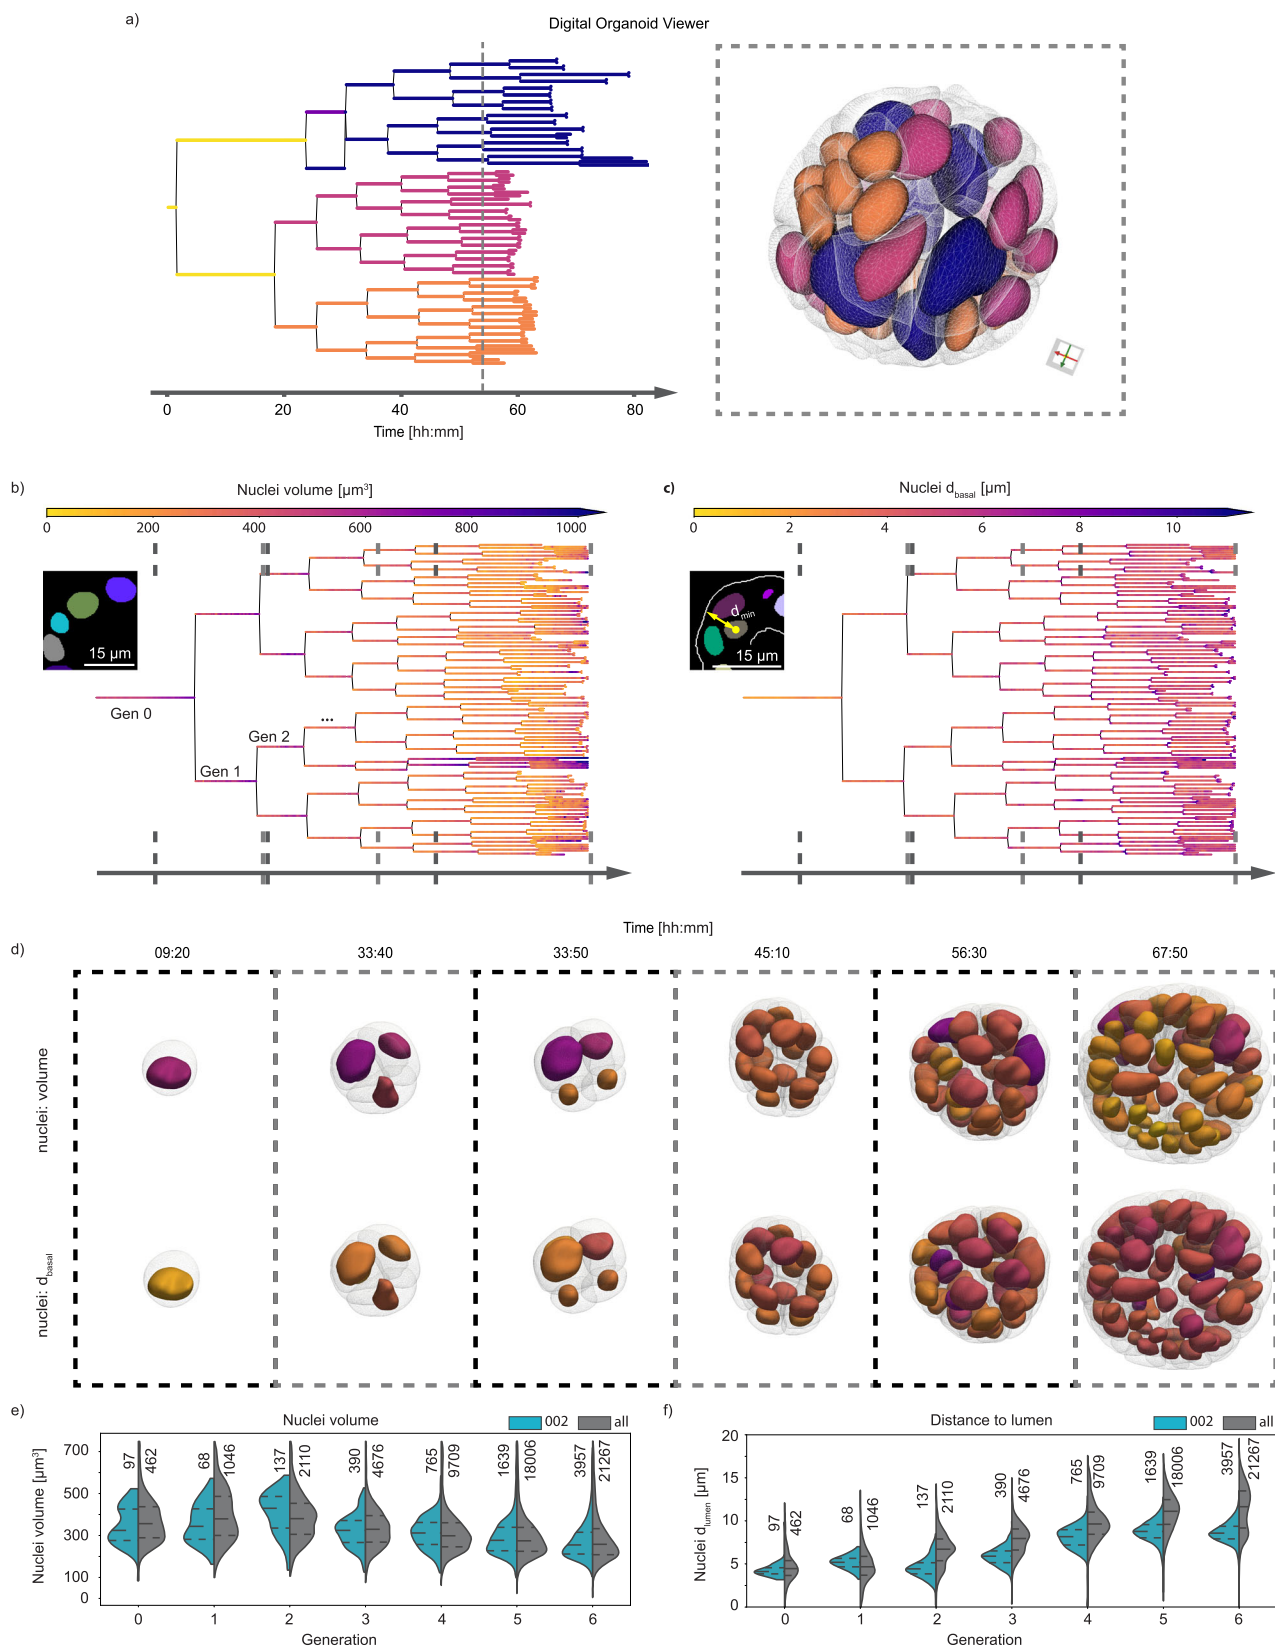 a)
Digital Organoid Viewer
0 20 40 60 80
Time [hh:mm]
b)
Nuclei volume [µm³]
0 200 400 600 800 1000
15 µm
Gen 0
Gen 1
Gen 2
...
c)
Nuclei d_basal [µm]
0 2 4 6 8 10
d_min
15 µm
Time [hh:mm]
d)
09:20 33:40 33:50 45:10 56:30 67:50
nuclei: volume
nuclei: d_basal
e)
Nuclei volume
002 all
Nuclei volume [µm³]
700
500
300
100
0
97 462
68 1046
137 2110
390 4676
765 9709
1639 18006
3957 21267
0 1 2 3 4 5 6
Generation
f)
Distance to lumen
002 all
Nuclei d_lumen [µm]
20
15
10
5
0
97 462
68 1046
137 2110
390 4676
765 9709
1639 18006
3957 21267
0 1 2 3 4 5 6
Generation